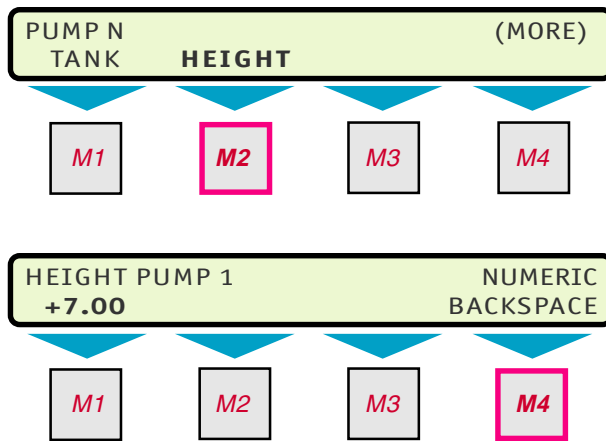 PUMP N (MORE)
TANK HEIGHT
M1 M2 M3 M4
HEIGHT PUMP 1 NUMERIC
+7.00 BACKSPACE
M1 M2 M3 M4